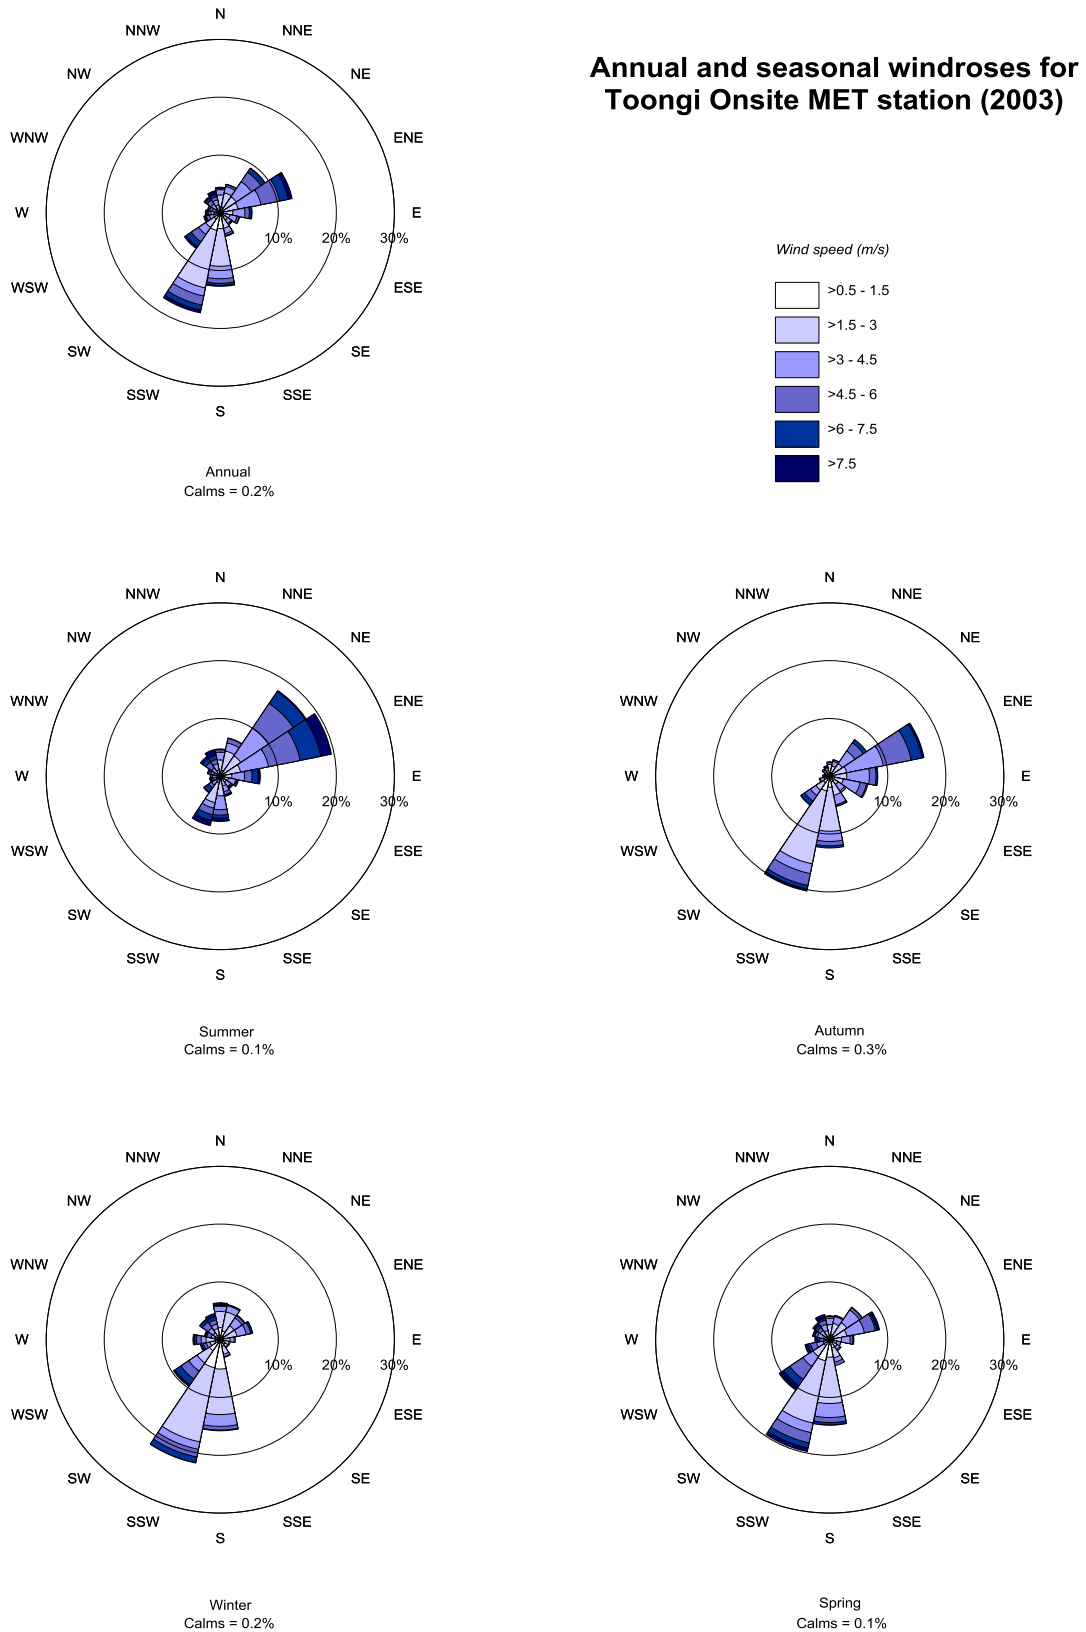 Annual and seasonal windroses for
Toongi Onsite MET station (2003)
N
NNW
NNE
NW
NE
WNW
ENE
W
E
10%
20%
30%
WSW
ESE
SW
SE
SSW
SSE
S
Annual
Calms = 0.2%
Wind speed (m/s)
>0.5 - 1.5
>1.5 - 3
>3 - 4.5
>4.5 - 6
>6 - 7.5
>7.5
N
NNW
NNE
NW
NE
WNW
ENE
W
E
10%
20%
30%
WSW
ESE
SW
SE
SSW
SSE
S
Summer
Calms = 0.1%
N
NNW
NNE
NW
NE
WNW
ENE
W
E
10%
20%
30%
WSW
ESE
SW
SE
SSW
SSE
S
Autumn
Calms = 0.3%
N
NNW
NNE
NW
NE
WNW
ENE
W
E
10%
20%
30%
WSW
ESE
SW
SE
SSW
SSE
S
Winter
Calms = 0.2%
N
NNW
NNE
NW
NE
WNW
ENE
W
E
10%
20%
30%
WSW
ESE
SW
SE
SSW
SSE
S
Spring
Calms = 0.1%